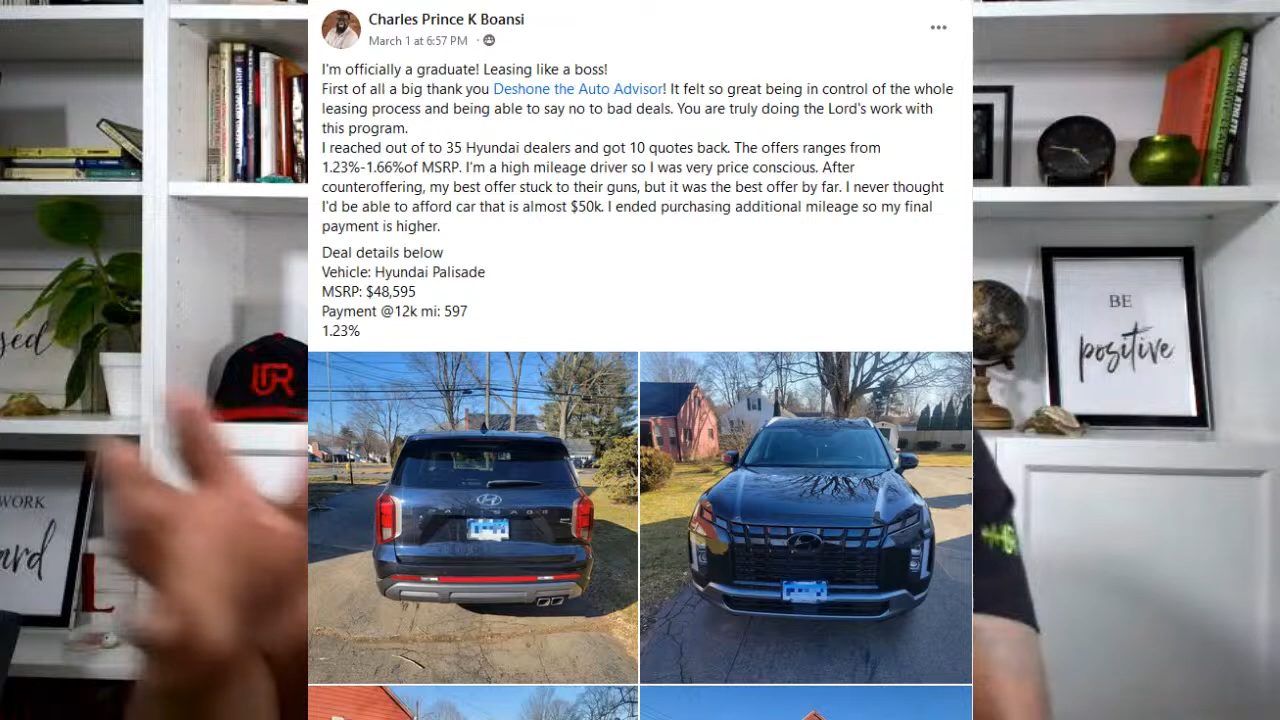 Charles Prince K Boansi
March 1 at 6:57 PM ·
I'm officially a graduate! Leasing like a boss!
First of all a big thank you Deshone the Auto Advisor! It felt so great being in control of the whole
leasing process and being able to say no to bad deals. You are truly doing the Lord's work with
this program.
I reached out of to 35 Hyundai dealers and got 10 quotes back. The offers ranges from
1.23%-1.66%of MSRP. I'm a high mileage driver so I was very price conscious. After
counteroffering, my best offer stuck to their guns, but it was the best offer by far. I never thought
I'd be able to afford car that is almost $50k. I ended purchasing additional mileage so my final
payment is higher.
Deal details below
Vehicle: Hyundai Palisade
MSRP: $48,595
Payment @12k mi: 597
1.23%
PALISADE
BE
positive
WORK